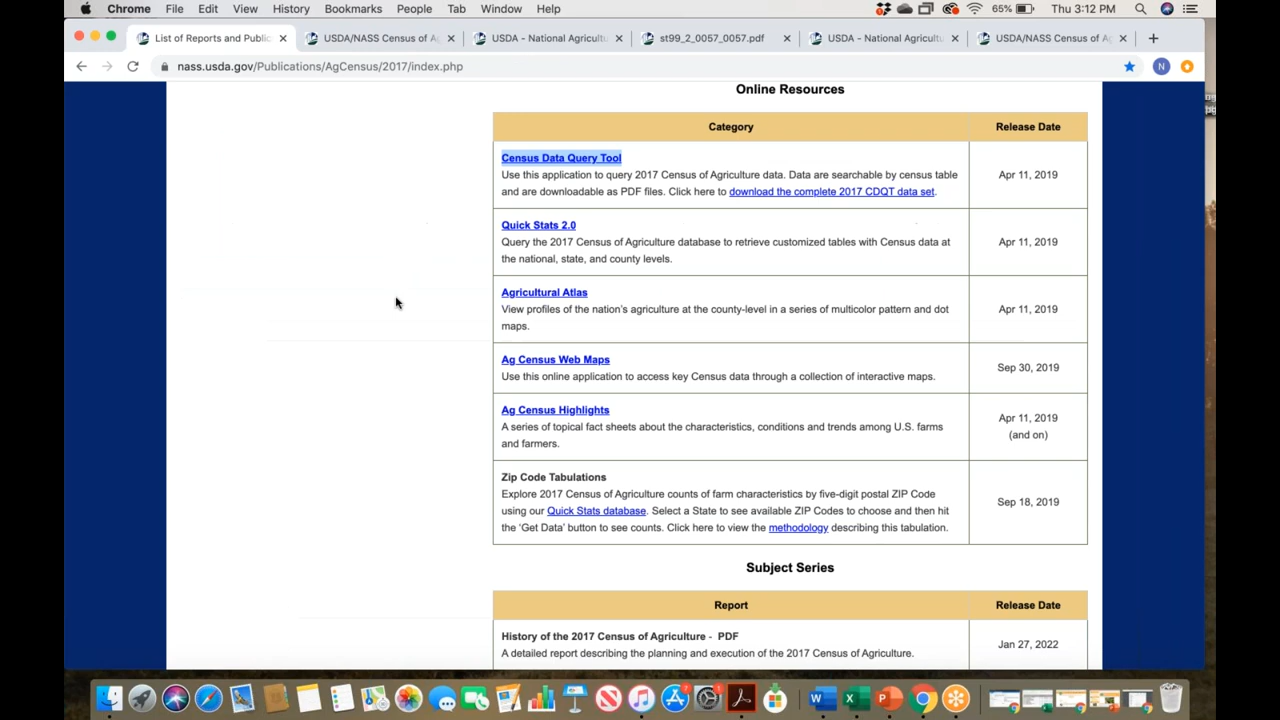 Chrome File Edit View History Bookmarks People Tab Window Help 65% Thu 3:12 PM
List of Reports and Public USDA/NASS Census of Ag USDA - National Agricultu st99_2_0057_0057.pdf USDA - National Agricultu USDA/NASS Census of Ag
nass.usda.gov/Publications/AgCensus/2017/index.php N
Online Resources
Category Release Date
Census Data Query Tool
Use this application to query 2017 Census of Agriculture data. Data are searchable by census table
and are downloadable as PDF files. Click here to download the complete 2017 CDQT data set.
Apr 11, 2019
Quick Stats 2.0
Query the 2017 Census of Agriculture database to retrieve customized tables with Census data at
the national, state, and county levels.
Apr 11, 2019
Agricultural Atlas
View profiles of the nation's agriculture at the county-level in a series of multicolor pattern and dot
maps.
Apr 11, 2019
Ag Census Web Maps
Use this online application to access key Census data through a collection of interactive maps.
Sep 30, 2019
Ag Census Highlights
A series of topical fact sheets about the characteristics, conditions and trends among U.S. farms
and farmers.
Apr 11, 2019
(and on)
Zip Code Tabulations
Explore 2017 Census of Agriculture counts of farm characteristics by five-digit postal ZIP Code
using our Quick Stats database. Select a State to see available ZIP Codes to choose and then hit
the 'Get Data' button to see counts. Click here to view the methodology describing this tabulation.
Sep 18, 2019
Subject Series
Report Release Date
History of the 2017 Census of Agriculture - PDF
A detailed report describing the planning and execution of the 2017 Census of Agriculture.
Jan 27, 2022